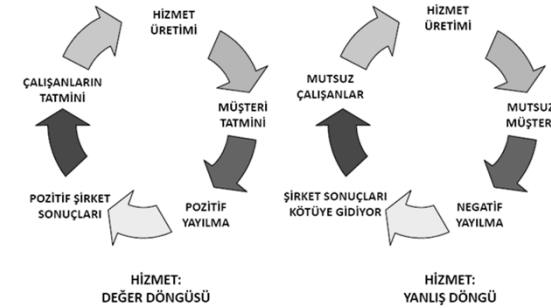 HİZMET
ÜRETİMİ
MÜŞTERİ
TATMİNİ
POZİTİF
YAYILMA
POZİTİF ŞİRKET
SONUÇLARI
ÇALIŞANLARIN
TATMİNİ
HİZMET:
DEĞER DÖNGÜSÜ
HİZMET
ÜRETİMİ
MUTSUZ
MÜŞTER
NEGATİF
YAYILMA
ŞİRKET SONUÇLARI
KÖTÜYE GİDİYOR
MUTSUZ
ÇALIŞANLAR
HİZMET:
YANLIŞ DÖNGÜ